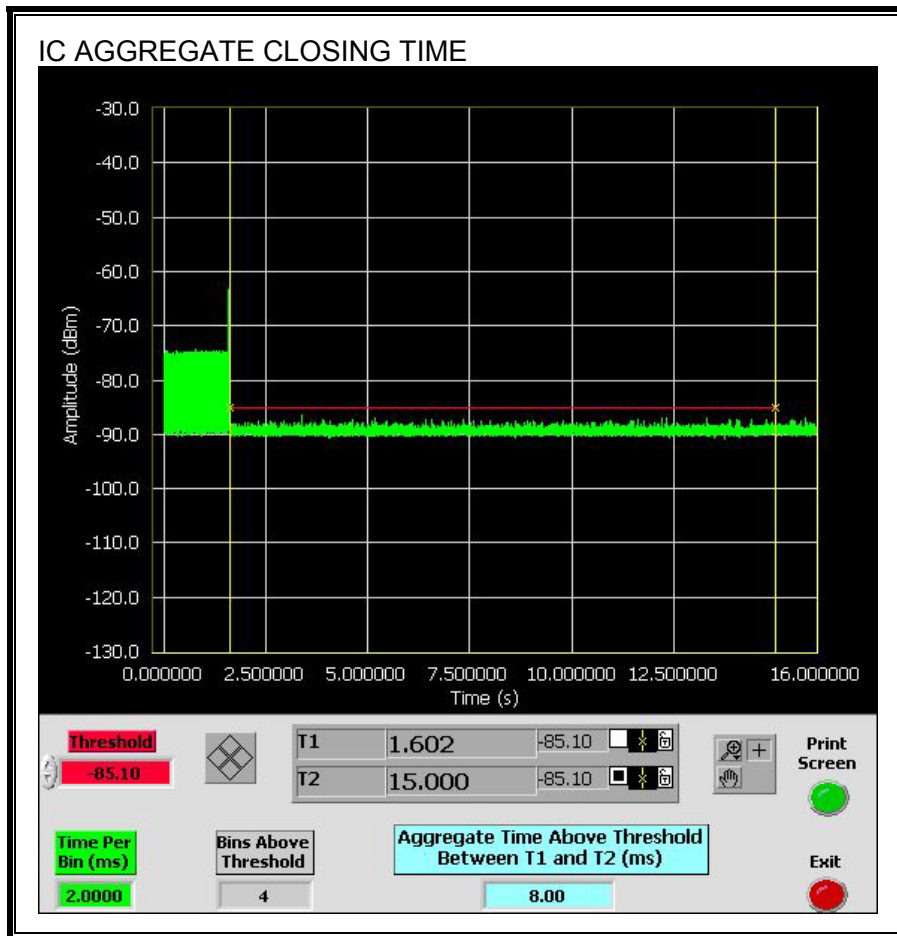 IC AGGREGATE CLOSING TIME
-30.0
-40.0
-50.0
-60.0
-70.0
-80.0
-90.0
-100.0
-110.0
-120.0
-130.0
Amplitude (dBm)
0.000000 2.500000 5.000000 7.500000 10.000000 12.500000 16.000000
Time (s)
Threshold
-85.10
T1 1.602 -85.10
T2 15.000 -85.10
Print
Screen
Time Per
Bin (ms)
2.0000
Bins Above
Threshold
4
Aggregate Time Above Threshold
Between T1 and T2 (ms)
8.00
Exit